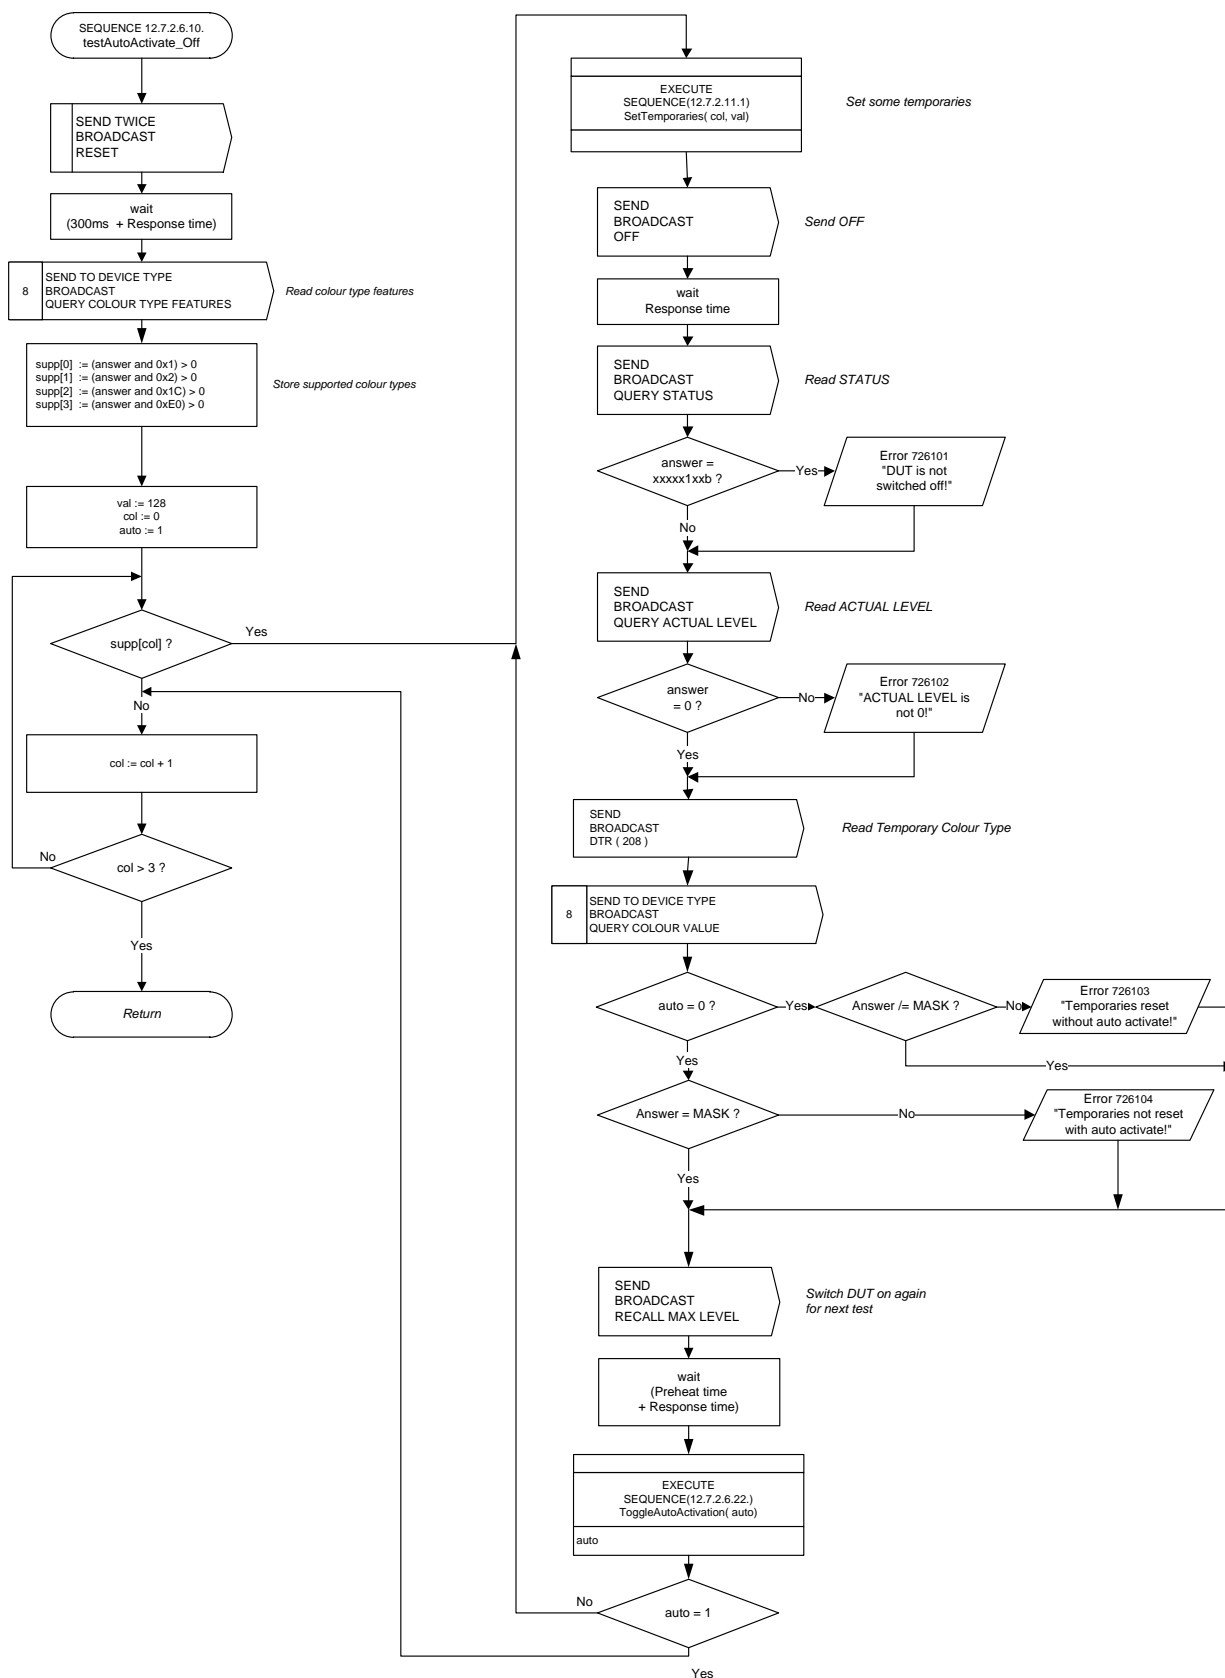 SEQUENCE 12.7.2.6.10.
testAutoActivate_Off
SEND TWICE
BROADCAST
RESET
wait
(300ms + Response time)
8
SEND TO DEVICE TYPE
BROADCAST
QUERY COLOUR TYPE FEATURES
Read colour type features
supp[0] := (answer and 0x1) > 0
supp[1] := (answer and 0x2) > 0
supp[2] := (answer and 0x1C) > 0
supp[3] := (answer and 0xE0) > 0
Store supported colour types
val := 128
col := 0
auto := 1
supp[col] ?
Yes
No
col := col + 1
col > 3 ?
No
Yes
Return
EXECUTE
SEQUENCE(12.7.2.11.1)
SetTemporaries( col, val)
Set some temporaries
SEND
BROADCAST
OFF
Send OFF
wait
Response time
SEND
BROADCAST
QUERY STATUS
Read STATUS
answer =
xxxxx1xxb ?
Yes
Error 726101
"DUT is not
switched off!"
No
SEND
BROADCAST
QUERY ACTUAL LEVEL
Read ACTUAL LEVEL
answer
= 0 ?
No
Error 726102
"ACTUAL LEVEL is
not 0!"
Yes
SEND
BROADCAST
DTR ( 208 )
Read Temporary Colour Type
8
SEND TO DEVICE TYPE
BROADCAST
QUERY COLOUR VALUE
auto = 0 ?
Yes
Answer /= MASK ?
No
Error 726103
"Temporaries reset
without auto activate!"
Yes
Yes
Answer = MASK ?
No
Error 726104
"Temporaries not reset
with auto activate!"
Yes
SEND
BROADCAST
RECALL MAX LEVEL
Switch DUT on again
for next test
wait
(Preheat time
+ Response time)
EXECUTE
SEQUENCE(12.7.2.6.22.)
ToggleAutoActivation( auto)
auto
auto = 1
No
Yes